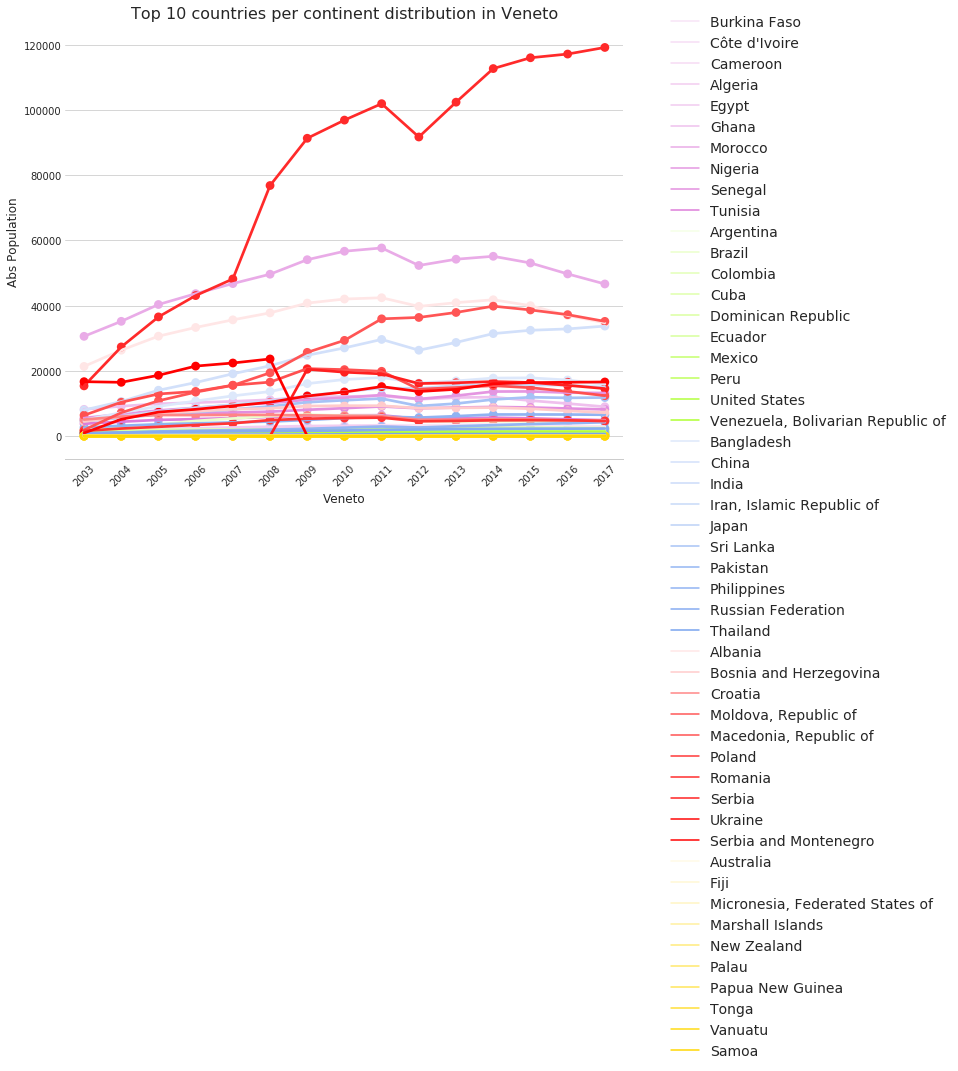 Top 10 countries per continent distribution in Veneto
Abs Population
120000
100000
80000
60000
40000
20000
0
2003
2004
2005
2006
2007
2008
2009
2010
2011
2012
2013
2014
2015
2016
2017
Veneto
Burkina Faso
Côte d'Ivoire
Cameroon
Algeria
Egypt
Ghana
Morocco
Nigeria
Senegal
Tunisia
Argentina
Brazil
Colombia
Cuba
Dominican Republic
Ecuador
Mexico
Peru
United States
Venezuela, Bolivarian Republic of
Bangladesh
China
India
Iran, Islamic Republic of
Japan
Sri Lanka
Pakistan
Philippines
Russian Federation
Thailand
Albania
Bosnia and Herzegovina
Croatia
Moldova, Republic of
Macedonia, Republic of
Poland
Romania
Serbia
Ukraine
Serbia and Montenegro
Australia
Fiji
Micronesia, Federated States of
Marshall Islands
New Zealand
Palau
Papua New Guinea
Tonga
Vanuatu
Samoa